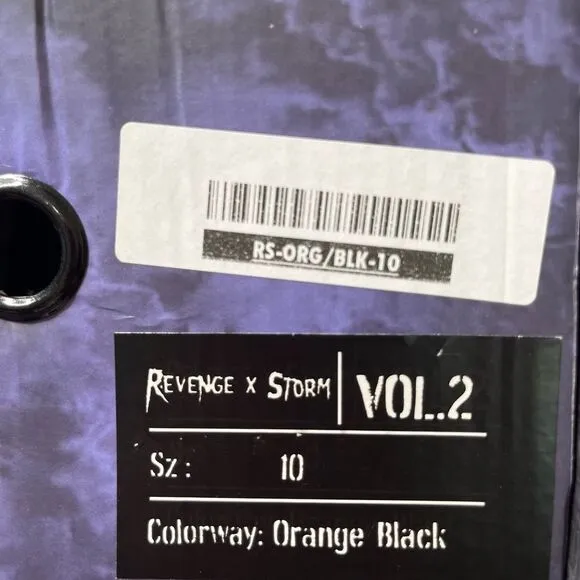 RS-ORG/BLK-10
REVENGE X STORM VOL.2
Sz: 10
Colorway: Orange Black